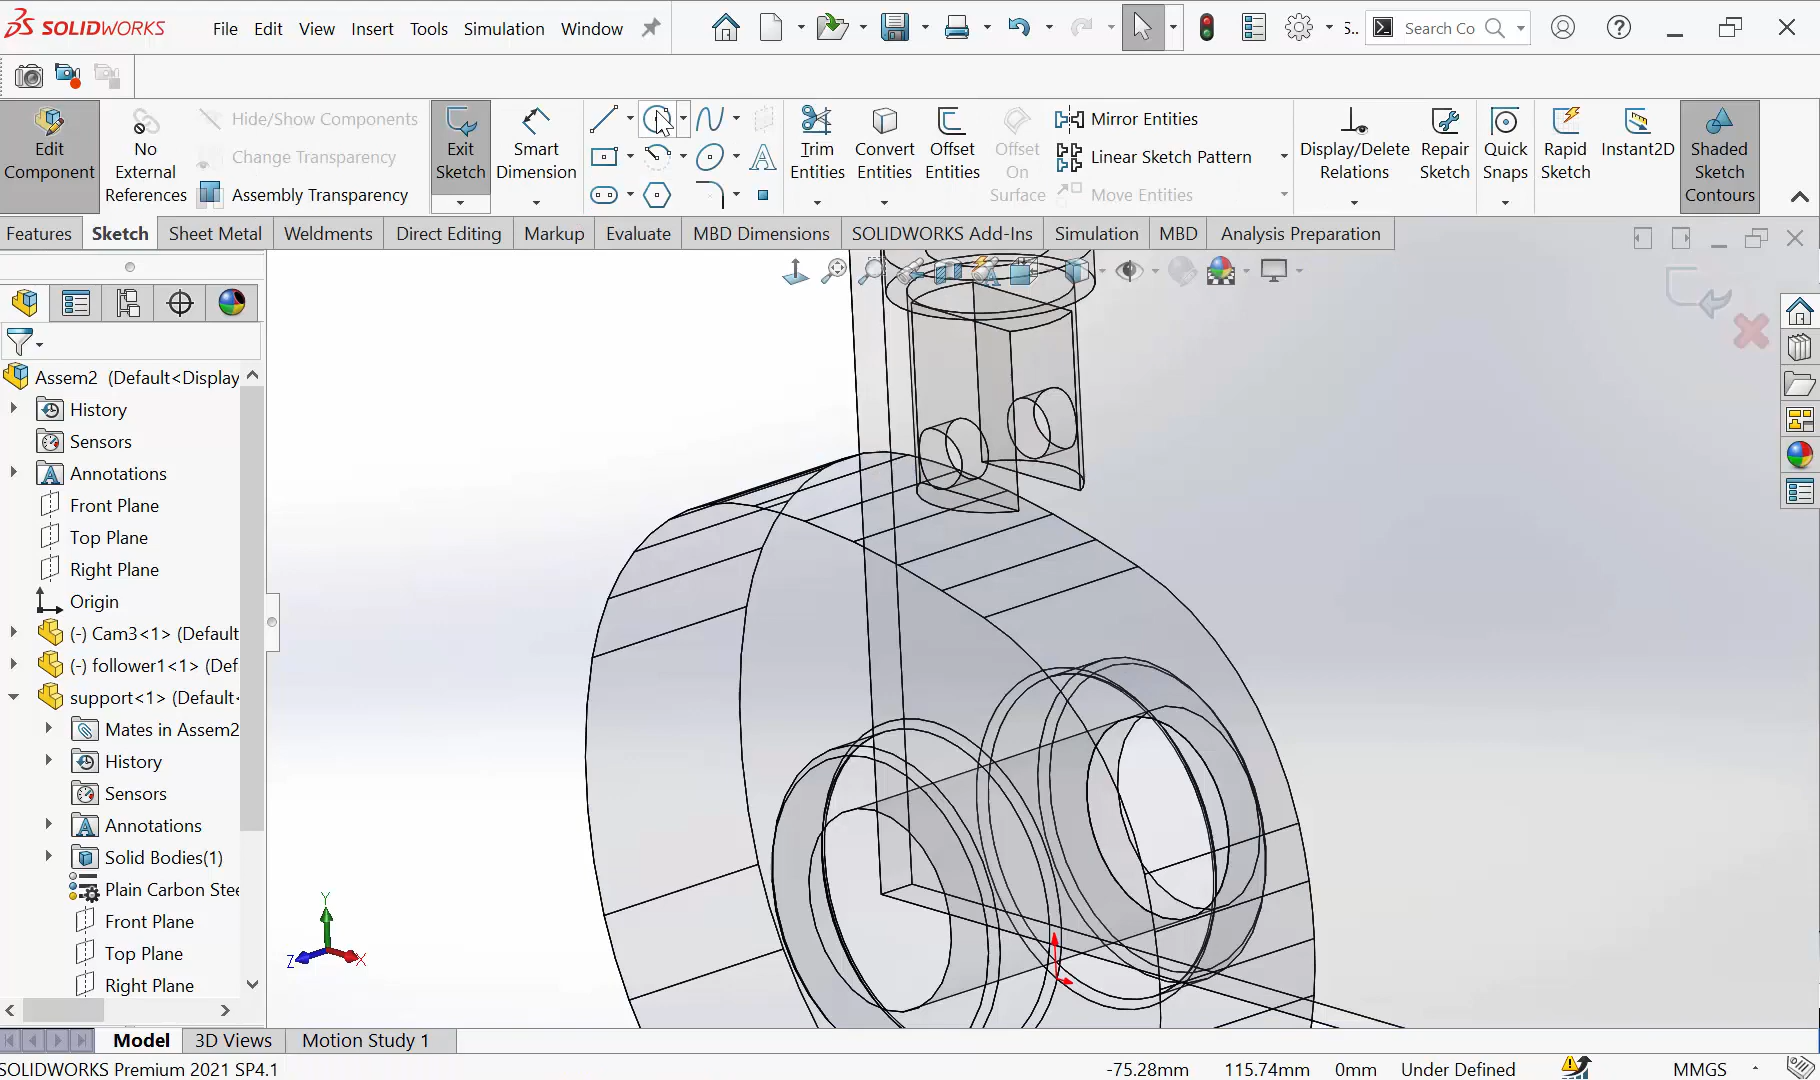 SOLIDWORKS File Edit View Insert Tools Simulation Window S.. Search Co
Edit Component
No External References
Hide/Show Components
Change Transparency
Assembly Transparency
Exit Sketch
Smart Dimension
Trim Entities
Convert Entities
Offset Entities
Offset On Surface
Mirror Entities
Linear Sketch Pattern
Move Entities
Display/Delete Relations
Repair Sketch
Quick Snaps
Rapid Sketch
Instant2D
Shaded Sketch Contours
Features Sketch Sheet Metal Weldments Direct Editing Markup Evaluate MBD Dimensions SOLIDWORKS Add-Ins Simulation MBD Analysis Preparation
Assem2 (Default<Display
History
Sensors
Annotations
Front Plane
Top Plane
Right Plane
Origin
(-) Cam3<1> (Default
(-) follower1<1> (Def
support<1> (Default<
Mates in Assem2
History
Sensors
Annotations
Solid Bodies(1)
Plain Carbon Stee
Front Plane
Top Plane
Right Plane
Y
Z
X
Model 3D Views Motion Study 1
SOLIDWORKS Premium 2021 SP4.1 -75.28mm 115.74mm 0mm Under Defined MMGS